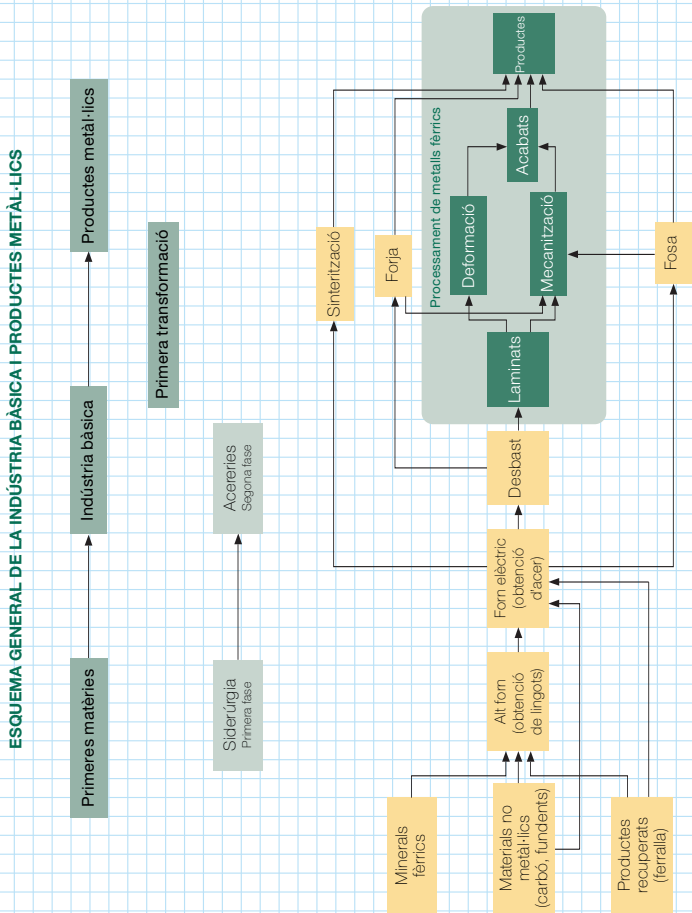 ESQUEMA GENERAL DE LA INDÚSTRIA BÀSICA I PRODUCTES METÀL·LICS
Primeres matèries
Indústria bàsica
Productes metàl·lics
Primera transformació
Siderúrgia
Primera fase
Acereries
Segona fase
Minerals
fèrrics
Materials no
metàl·lics
(carbó, fundents)
Productes
recuperats
(ferralla)
Alt forn
(obtenció
de lingots)
Forn elèctric
(obtenció
d'acer)
Desbast
Sinterització
Forja
Fosa
Processament de metalls fèrrics
Laminats
Deformació
Mecanització
Acabats
Productes